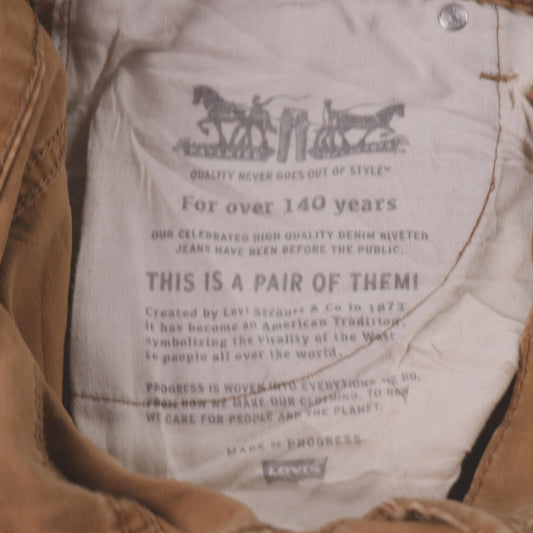 QUALITY NEVER GOES OUT OF STYLE™
For over 140 years
OUR CELEBRATED HIGH QUALITY DENIM RIVETED
JEANS HAVE BEEN BEFORE THE PUBLIC.
THIS IS A PAIR OF THEM!
Created by Levi Strauss & Co in 1873
It has become an American Tradition,
symbolizing the vitality of the West
to people all over the world.
PROGRESS IS WOVEN INTO EVERYTHING WE DO,
FROM HOW WE MAKE OUR CLOTHING, TO HOW
WE CARE FOR PEOPLE AND THE PLANET.
MADE OF PROGRESS
LEVI'S